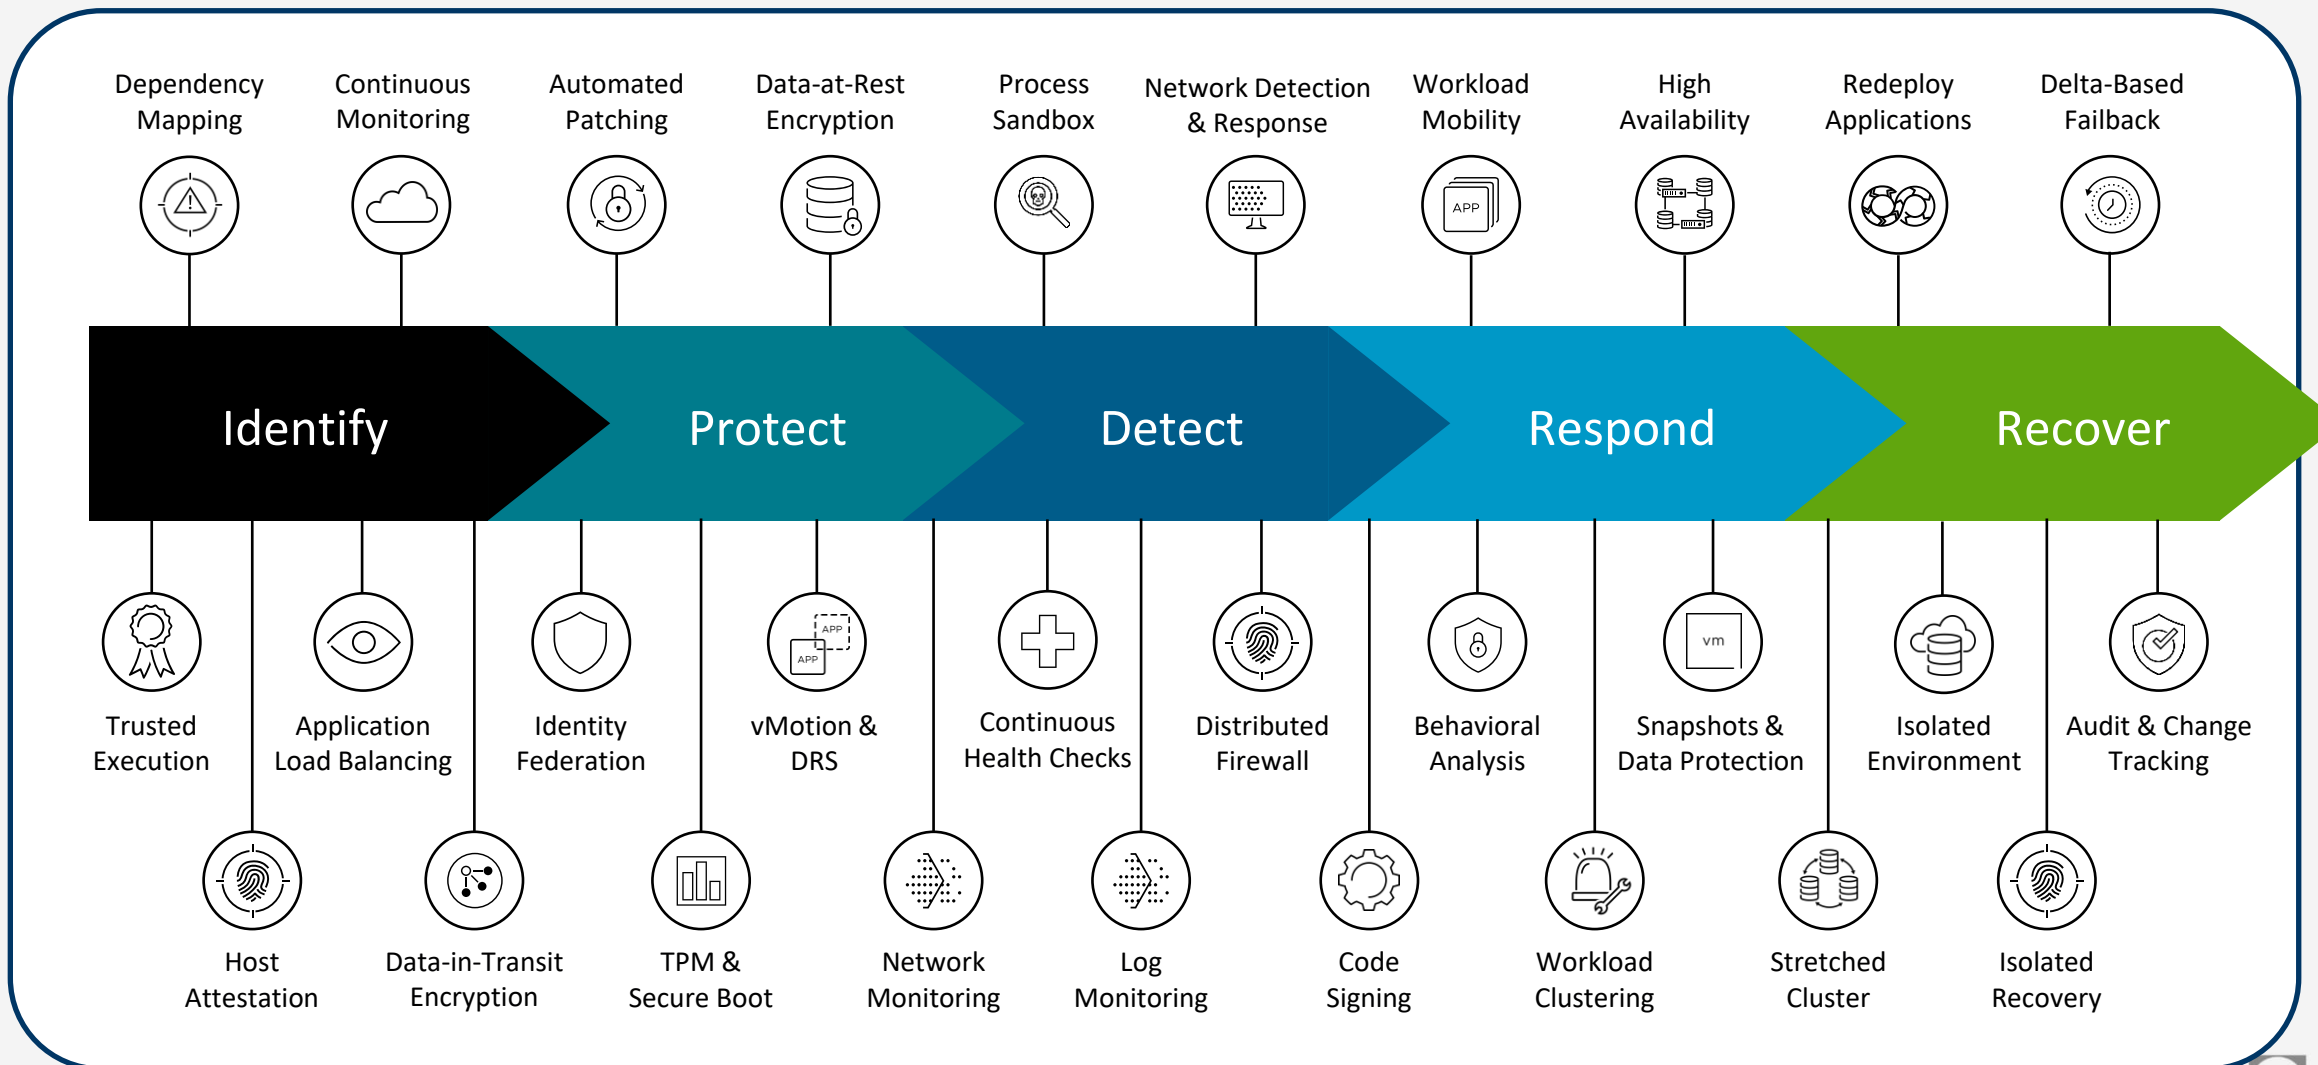 Dependency
Mapping
Continuous
Monitoring
Automated
Patching
Data-at-Rest
Encryption
Process
Sandbox
Network Detection
& Response
Workload
Mobility
High
Availability
Redeploy
Applications
Delta-Based
Failback
APP
Identify
Protect
Detect
Respond
Recover
APP
APP
vm
Trusted
Execution
Application
Load Balancing
Identity
Federation
vMotion &
DRS
Continuous
Health Checks
Distributed
Firewall
Behavioral
Analysis
Snapshots &
Data Protection
Isolated
Environment
Audit & Change
Tracking
Host
Attestation
Data-in-Transit
Encryption
TPM &
Secure Boot
Network
Monitoring
Log
Monitoring
Code
Signing
Workload
Clustering
Stretched
Cluster
Isolated
Recovery